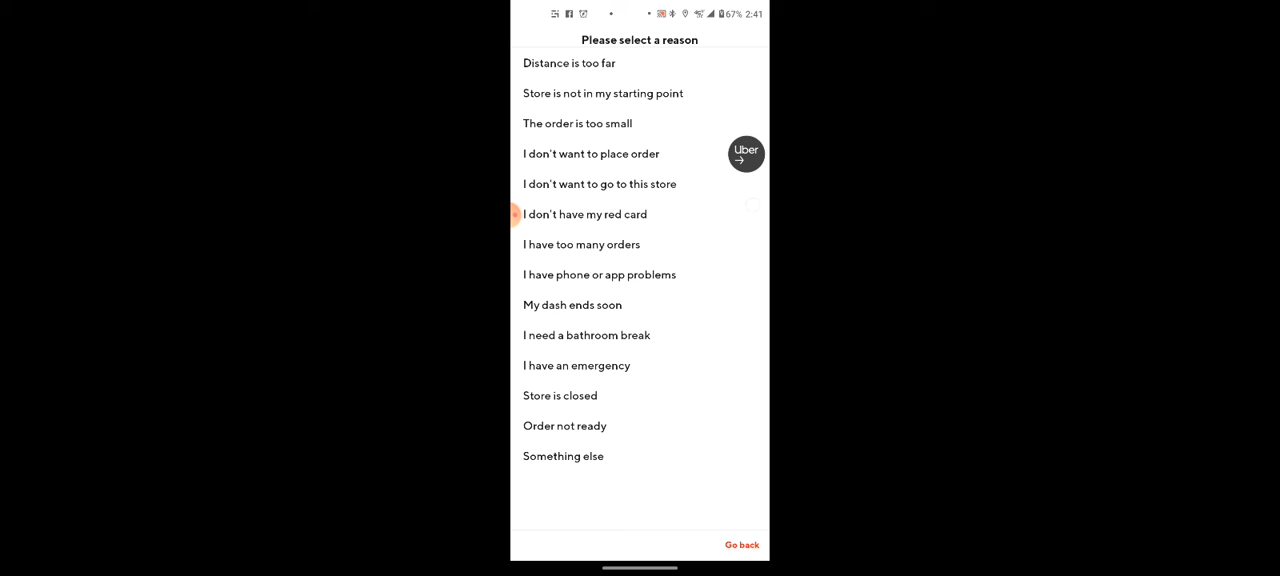 67% 2:41
Please select a reason
Distance is too far
Store is not in my starting point
The order is too small
I don't want to place order
Uber
I don't want to go to this store
I don't have my red card
I have too many orders
I have phone or app problems
My dash ends soon
I need a bathroom break
I have an emergency
Store is closed
Order not ready
Something else
Go back